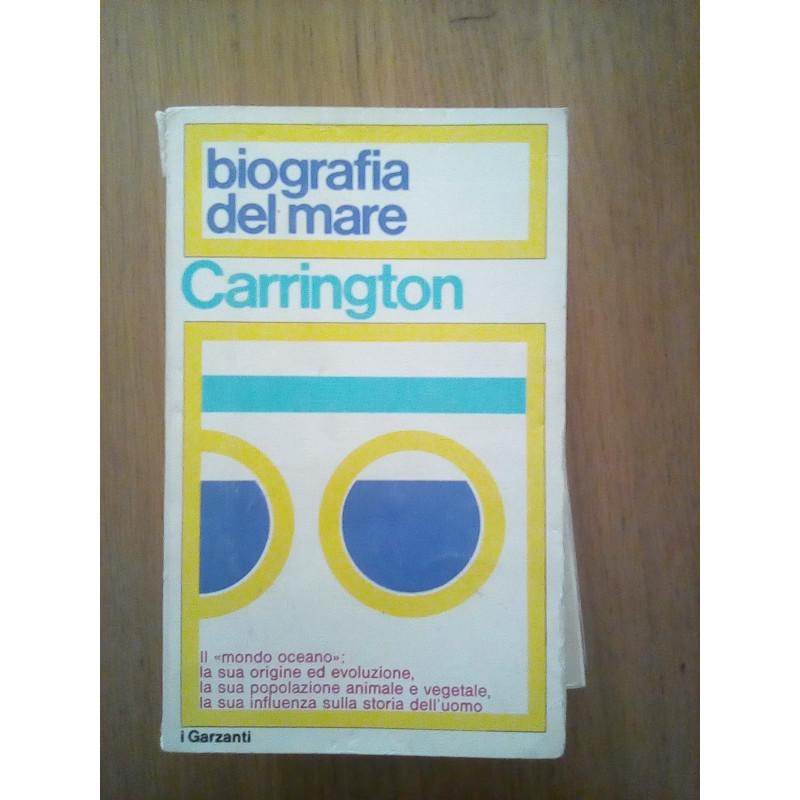 biografia
del mare
Carrington
Il «mondo oceano»:
la sua origine ed evoluzione,
la sua popolazione animale e vegetale,
la sua influenza sulla storia dell'uomo
i Garzanti